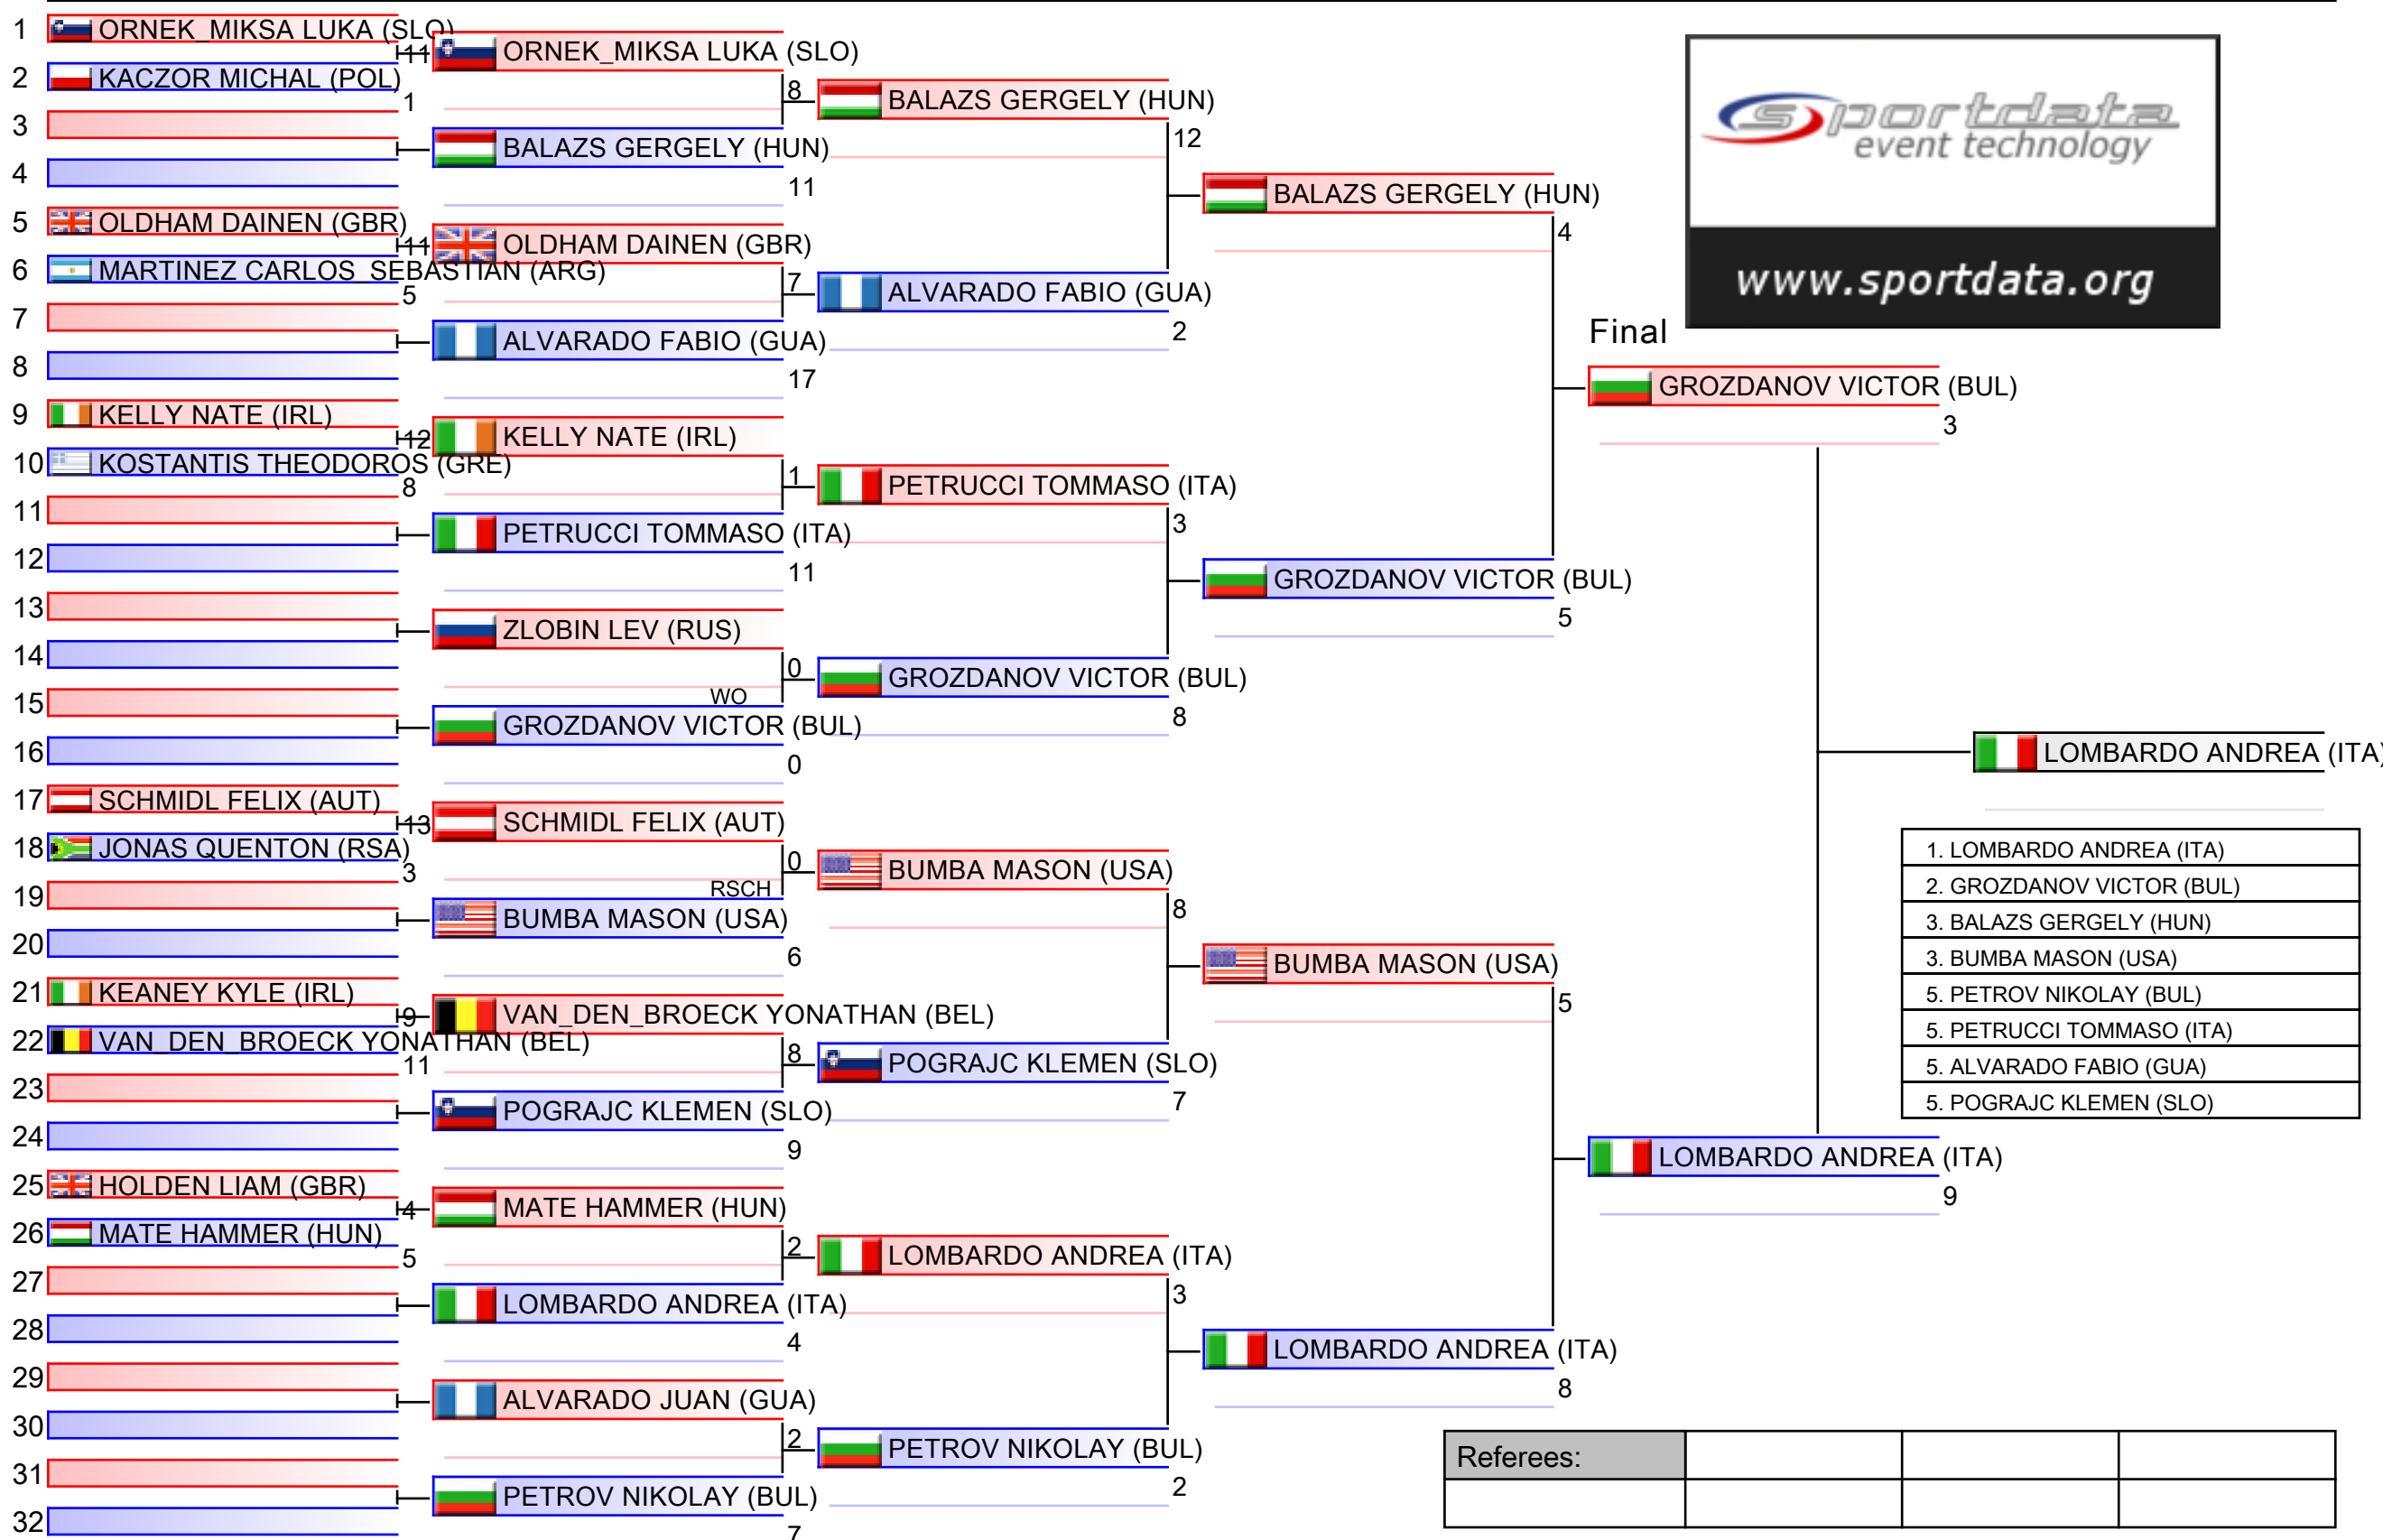 1 ORNEK_MIKSA LUKA (SLO)
11
2 KACZOR MICHAL (POL)
1
3
4
5 OLDHAM DAINEN (GBR)
11
6 MARTINEZ CARLOS_SEBASTIAN (ARG)
5
7
8
9 KELLY NATE (IRL)
12
10 KOSTANTIS THEODOROS (GRE)
8
11
12
13
14
15
16
17 SCHMIDL FELIX (AUT)
13
18 JONAS QUENTON (RSA)
3
19
20
21 KEANEY KYLE (IRL)
9
22 VAN_DEN_BROECK YONATHAN (BEL)
11
23
24
25 HOLDEN LIAM (GBR)
4
26 MATE HAMMER (HUN)
5
27
28
29
30
31
32
ORNEK_MIKSA LUKA (SLO)
8
BALAZS GERGELY (HUN)
11
OLDHAM DAINEN (GBR)
7
ALVARADO FABIO (GUA)
17
KELLY NATE (IRL)
1
PETRUCCI TOMMASO (ITA)
11
ZLOBIN LEV (RUS)
0
WO
GROZDANOV VICTOR (BUL)
0
SCHMIDL FELIX (AUT)
0
RSCH
BUMBA MASON (USA)
6
VAN_DEN_BROECK YONATHAN (BEL)
8
POGRAJC KLEMEN (SLO)
9
MATE HAMMER (HUN)
2
LOMBARDO ANDREA (ITA)
4
ALVARADO JUAN (GUA)
2
PETROV NIKOLAY (BUL)
7
BALAZS GERGELY (HUN)
12
ALVARADO FABIO (GUA)
2
PETRUCCI TOMMASO (ITA)
3
GROZDANOV VICTOR (BUL)
8
BUMBA MASON (USA)
8
POGRAJC KLEMEN (SLO)
7
LOMBARDO ANDREA (ITA)
3
PETROV NIKOLAY (BUL)
2
BALAZS GERGELY (HUN)
4
GROZDANOV VICTOR (BUL)
5
BUMBA MASON (USA)
5
LOMBARDO ANDREA (ITA)
8
sportdata
event technology
www.sportdata.org
Final
GROZDANOV VICTOR (BUL)
3
LOMBARDO ANDREA (ITA)
9
LOMBARDO ANDREA (ITA)
1. LOMBARDO ANDREA (ITA)
2. GROZDANOV VICTOR (BUL)
3. BALAZS GERGELY (HUN)
3. BUMBA MASON (USA)
5. PETROV NIKOLAY (BUL)
5. PETRUCCI TOMMASO (ITA)
5. ALVARADO FABIO (GUA)
5. POGRAJC KLEMEN (SLO)
Referees: